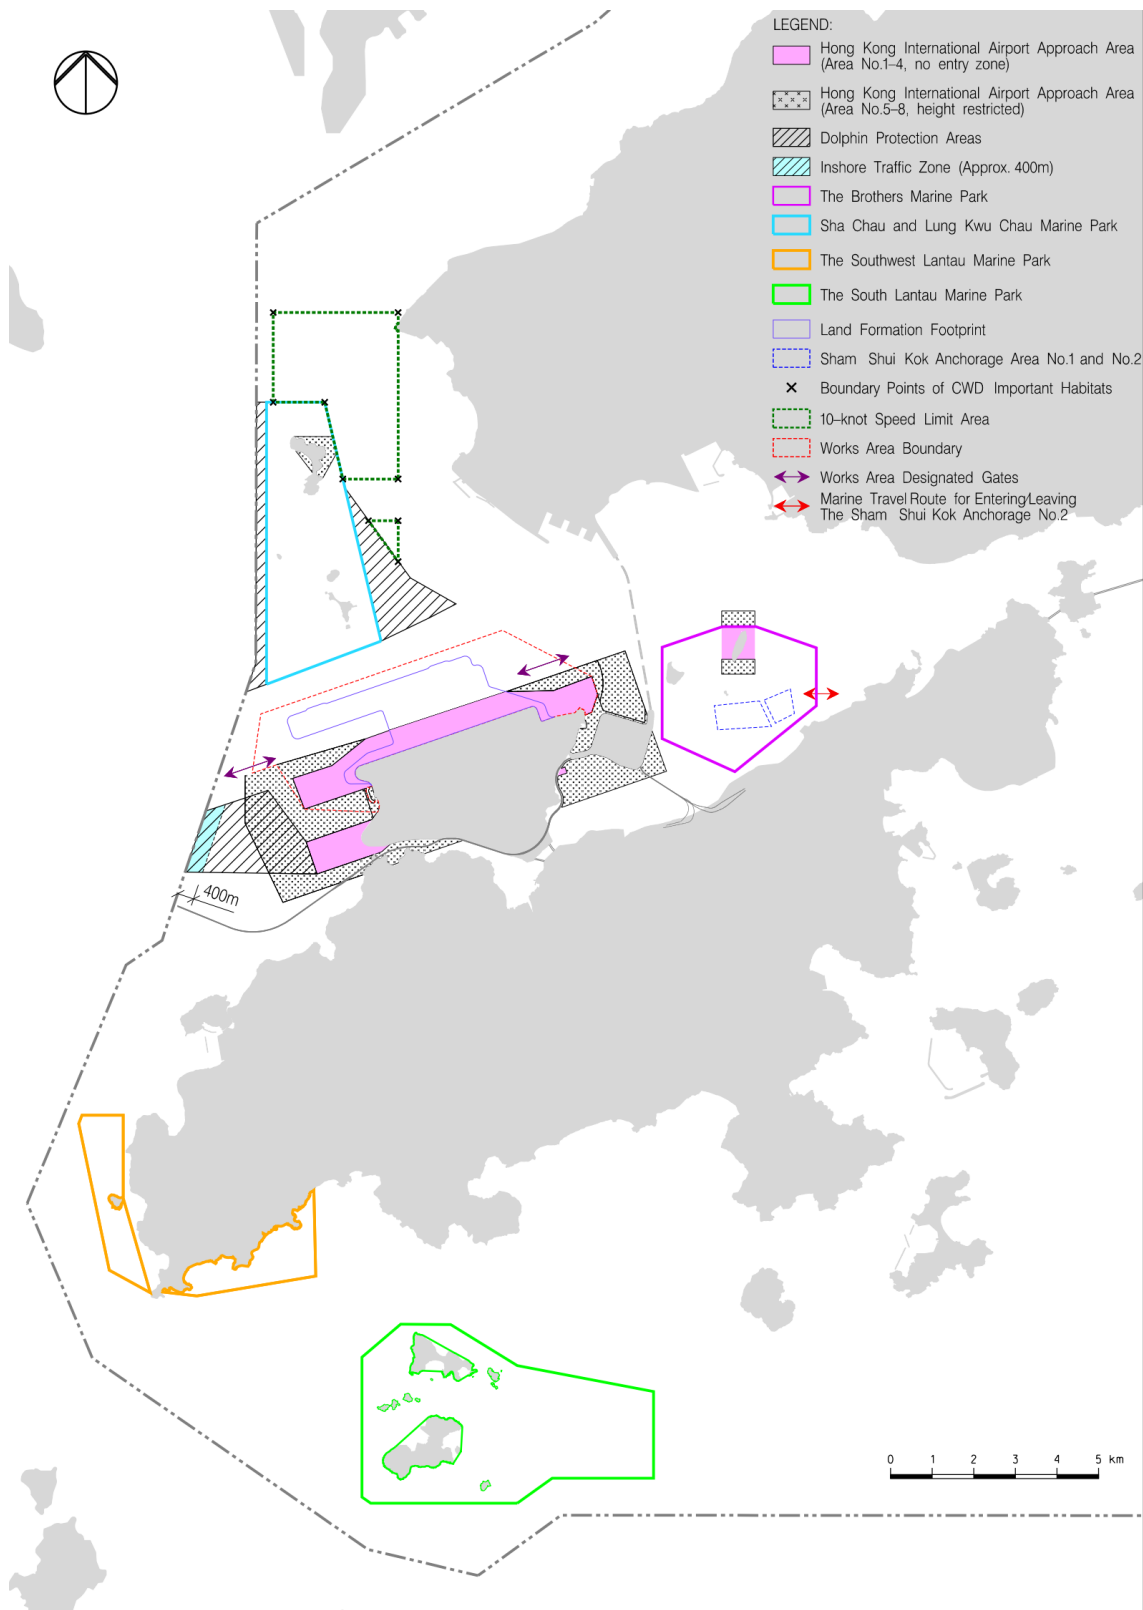 LEGEND:
Hong Kong International Airport Approach Area
(Area No.1–4, no entry zone)
Hong Kong International Airport Approach Area
(Area No.5–8, height restricted)
Dolphin Protection Areas
Inshore Traffic Zone (Approx. 400m)
The Brothers Marine Park
Sha Chau and Lung Kwu Chau Marine Park
The Southwest Lantau Marine Park
The South Lantau Marine Park
Land Formation Footprint
Sham Shui Kok Anchorage Area No.1 and No.2
Boundary Points of CWD Important Habitats
10–knot Speed Limit Area
Works Area Boundary
Works Area Designated Gates
Marine Travel Route for Entering/Leaving
The Sham Shui Kok Anchorage No.2
400m
0 1 2 3 4 5 km